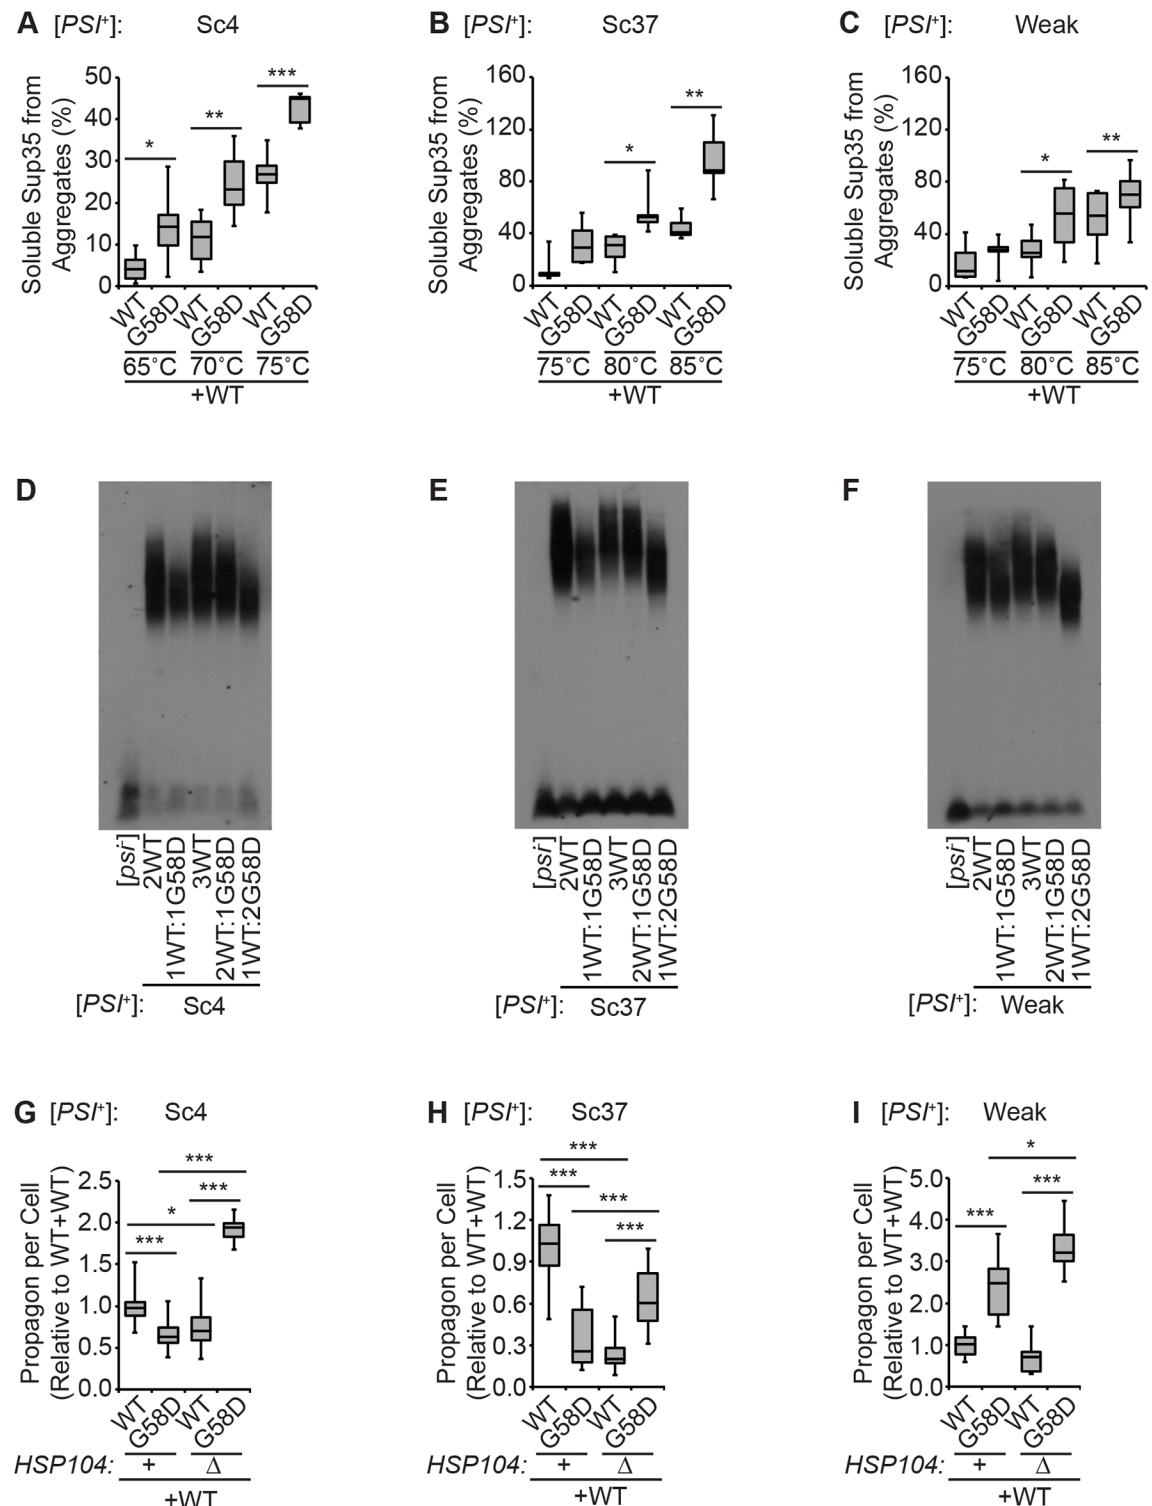 A [PSI+]: Sc4
Soluble Sup35 from
Aggregates (%)
50
40
30
20
10
0
*
**
***
WT
G58D
WT
G58D
WT
G58D
65°C
70°C
75°C
+WT
B [PSI+]: Sc37
Soluble Sup35 from
Aggregates (%)
160
120
80
40
0
*
**
WT
G58D
WT
G58D
WT
G58D
75°C
80°C
85°C
+WT
C [PSI+]: Weak
Soluble Sup35 from
Aggregates (%)
160
120
80
40
0
*
**
WT
G58D
WT
G58D
WT
G58D
75°C
80°C
85°C
+WT
D
[psi-]
2WT
1WT:1G58D
3WT
2WT:1G58D
1WT:2G58D
[PSI+]: Sc4
E
[psi-]
2WT
1WT:1G58D
3WT
2WT:1G58D
1WT:2G58D
[PSI+]: Sc37
F
[psi-]
2WT
1WT:1G58D
3WT
2WT:1G58D
1WT:2G58D
[PSI+]: Weak
G [PSI+]: Sc4
Propagon per Cell
(Relative to WT+WT)
2.5
2.0
1.5
1.0
0.5
0.0
***
***
*
***
WT
G58D
WT
G58D
HSP104: + Δ
+WT
H [PSI+]: Sc37
Propagon per Cell
(Relative to WT+WT)
1.5
1.2
0.9
0.6
0.3
0.0
***
***
***
***
WT
G58D
WT
G58D
HSP104: + Δ
+WT
I [PSI+]: Weak
Propagon per Cell
(Relative to WT+WT)
5.0
4.0
3.0
2.0
1.0
0.0
*
***
***
WT
G58D
WT
G58D
HSP104: + Δ
+WT